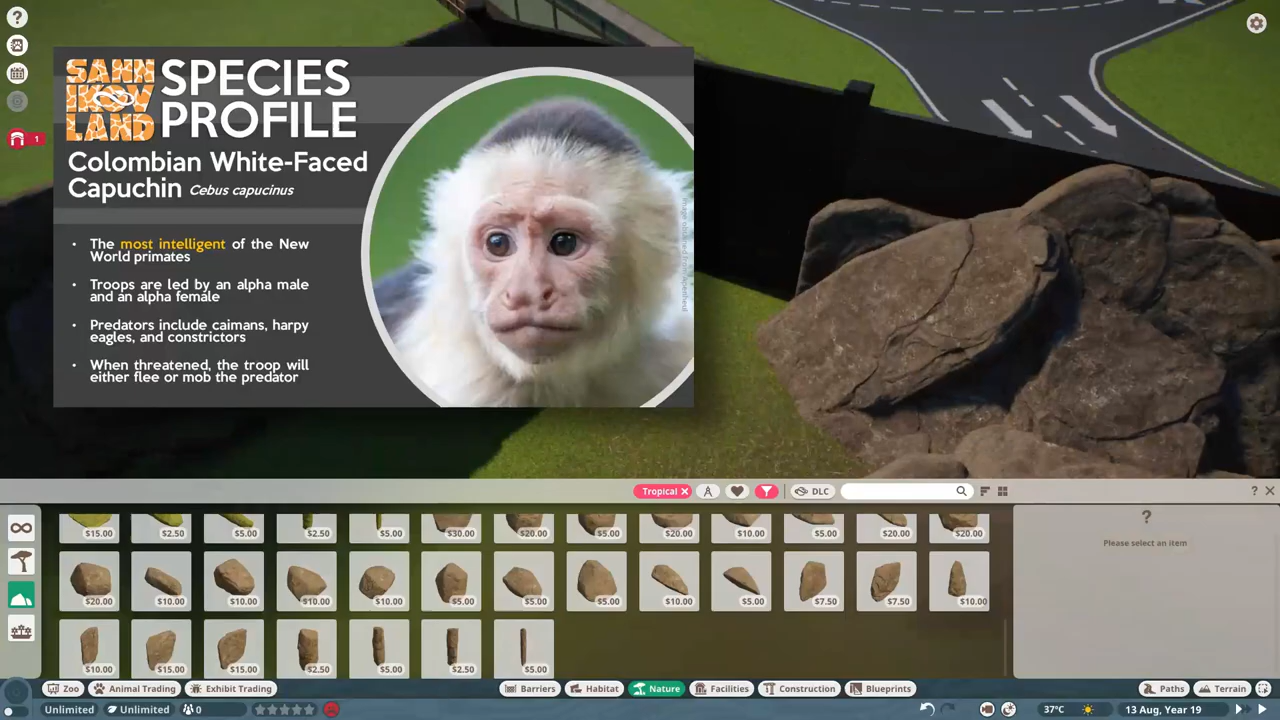 1
SANN
IKOV
LAND
SPECIES
PROFILE
Colombian White-Faced
Capuchin Cebus capucinus
• The most intelligent of the New
World primates
• Troops are led by an alpha male
and an alpha female
• Predators include caimans, harpy
eagles, and constrictors
• When threatened, the troop will
either flee or mob the predator
Tropical
DLC
Please select an item
$15.00 $2.50 $5.00 $2.50 $5.00 $30.00 $20.00 $5.00 $20.00 $10.00 $5.00 $20.00 $20.00
$20.00 $10.00 $10.00 $10.00 $10.00 $5.00 $5.00 $5.00 $10.00 $5.00 $7.50 $7.50 $10.00
$10.00 $15.00 $15.00 $2.50 $5.00 $2.50 $5.00
Zoo Animal Trading Exhibit Trading Barriers Habitat Nature Facilities Construction Blueprints Paths Terrain
Unlimited Unlimited 0 37°C 13 Aug, Year 19